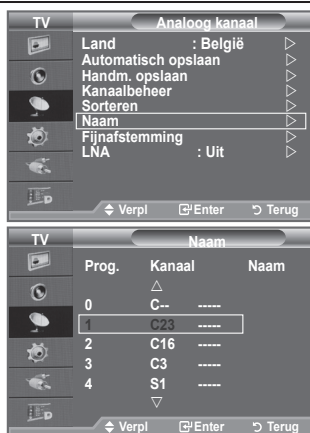 TV Analoog kanaal
Land : België
Automatisch opslaan
Handm. opslaan
Kanaalbeheer
Sorteren
Naam
Fijnafstemming
LNA : Uit
Verpl Enter Terug
TV Naam
Prog. Kanaal Naam
0 C-- -----
1 C23 -----
2 C16 -----
3 C3 -----
4 S1 -----
Verpl Enter Terug